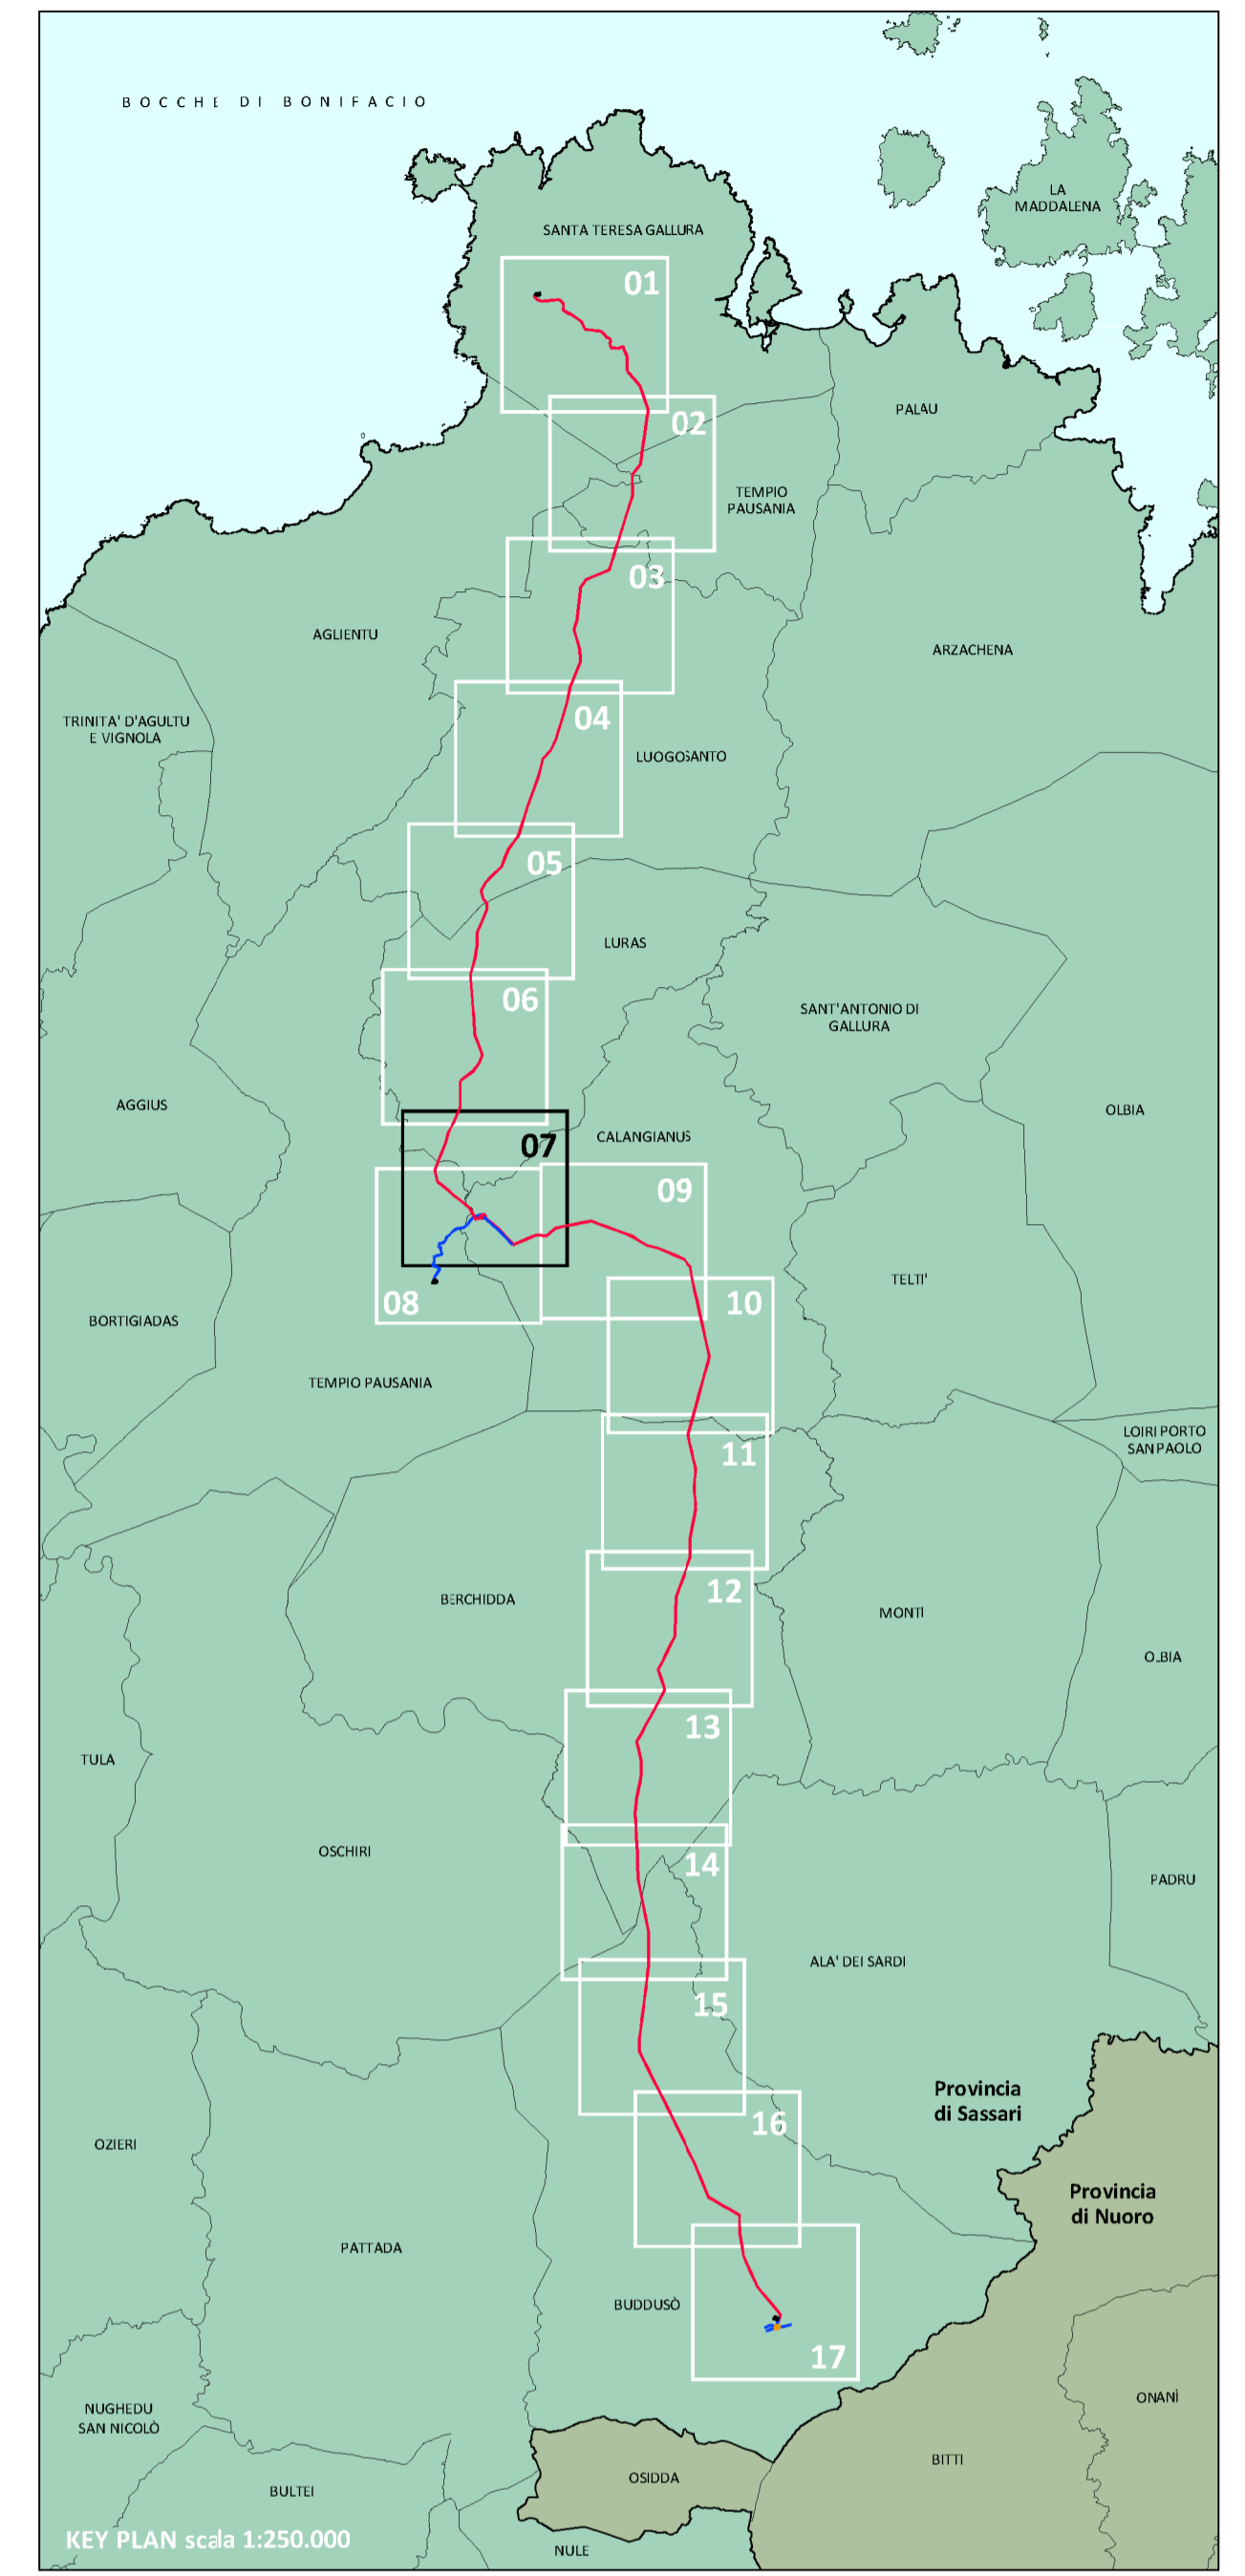 BOCCHE DI BONIFACIO
LA
MADDALENA
SANTA TERESA GALLURA
01
PALAU
02
TEMPIO
PAUSANIA
03
AGLIENTU
ARZACHENA
TRINITA' D'AGULTU
E VIGNOLA
04
LUOGOSANTO
05
LURAS
06
SANT'ANTONIO DI
GALLURA
AGGIUS
OLBIA
CALANGIANUS
07
09
TELTI'
08
10
BORTIGIADAS
TEMPIO PAUSANIA
LOIRI PORTO
SAN PAOLO
11
12
BERCHIDDA
MONTI
OLBIA
13
TULA
OSCHIRI
14
PADRU
ALA' DEI SARDI
15
Provincia
di Sassari
16
OZIERI
Provincia
di Nuoro
PATTADA
BUDDUSÒ
17
ONANÌ
NUGHEDU
SAN NICOLÒ
BITTI
OSIDDA
BULTEI
KEY PLAN scala 1:250.000
NULE